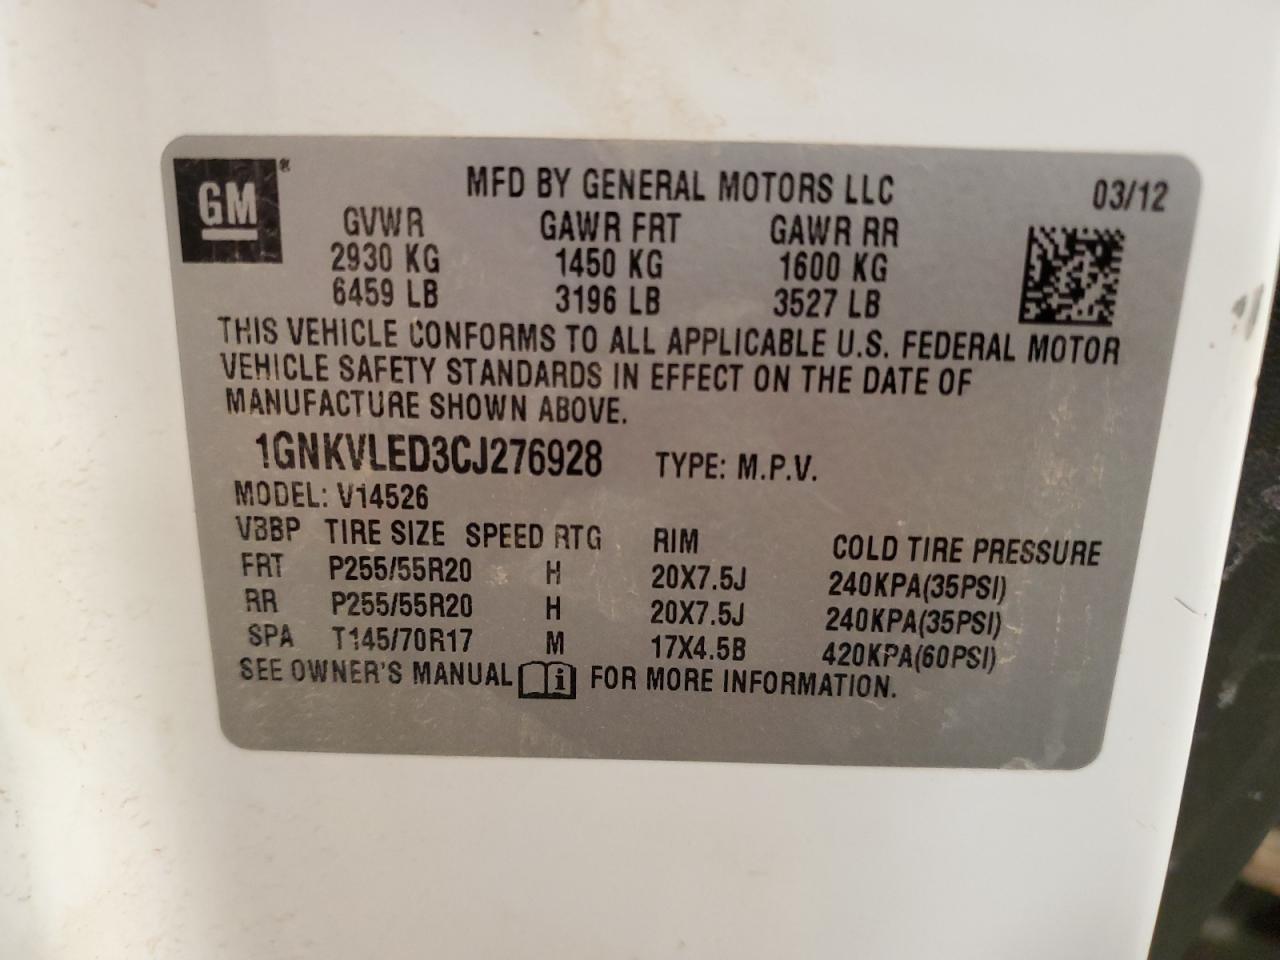 GM ®
MFD BY GENERAL MOTORS LLC 03/12
GVWR GAWR FRT GAWR RR
2930 KG 1450 KG 1600 KG
6459 LB 3196 LB 3527 LB
THIS VEHICLE CONFORMS TO ALL APPLICABLE U.S. FEDERAL MOTOR
VEHICLE SAFETY STANDARDS IN EFFECT ON THE DATE OF
MANUFACTURE SHOWN ABOVE.
1GNKVLED3CJ276928 TYPE: M.P.V.
MODEL: V14526
V3BP TIRE SIZE SPEED RTG RIM COLD TIRE PRESSURE
FRT P255/55R20 H 20X7.5J 240KPA(35PSI)
RR P255/55R20 H 20X7.5J 240KPA(35PSI)
SPA T145/70R17 M 17X4.5B 420KPA(60PSI)
SEE OWNER'S MANUAL i FOR MORE INFORMATION.